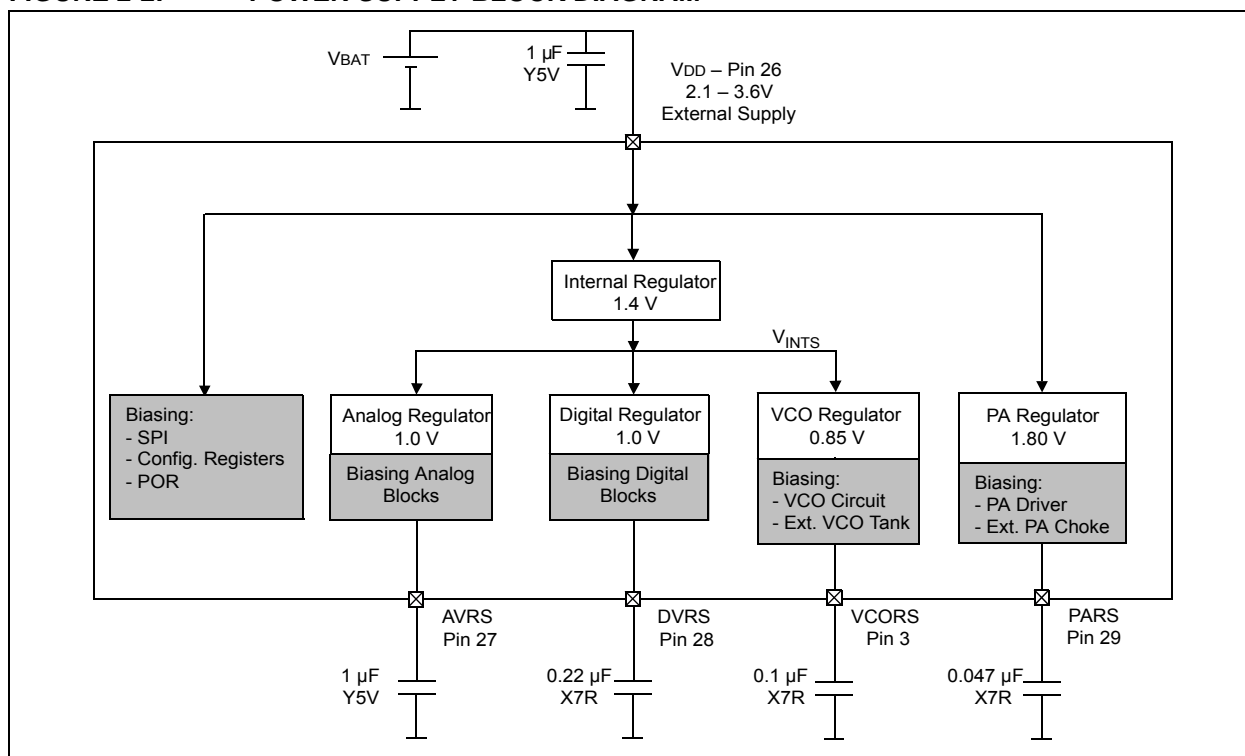 VBAT
1 µF
Y5V
VDD – Pin 26
2.1 – 3.6V
External Supply
Internal Regulator
1.4 V
VINTS
Biasing:
- SPI
- Config. Registers
- POR
Analog Regulator
1.0 V
Biasing Analog
Blocks
Digital Regulator
1.0 V
Biasing Digital
Blocks
VCO Regulator
0.85 V
Biasing:
- VCO Circuit
- Ext. VCO Tank
PA Regulator
1.80 V
Biasing:
- PA Driver
- Ext. PA Choke
AVRS
Pin 27
DVRS
Pin 28
VCORS
Pin 3
PARS
Pin 29
1 µF
Y5V
0.22 µF
X7R
0.1 µF
X7R
0.047 µF
X7R